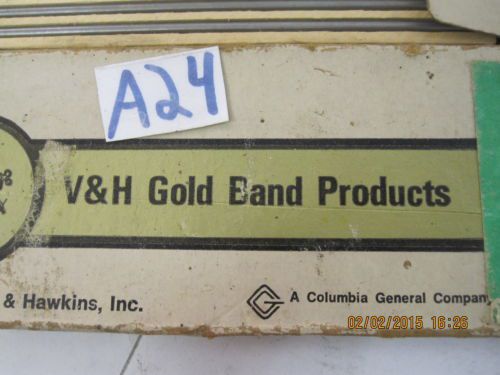 A24
V&H Gold Band Products
& Hawkins, Inc.
A Columbia General Company
02/02/2015 16:26